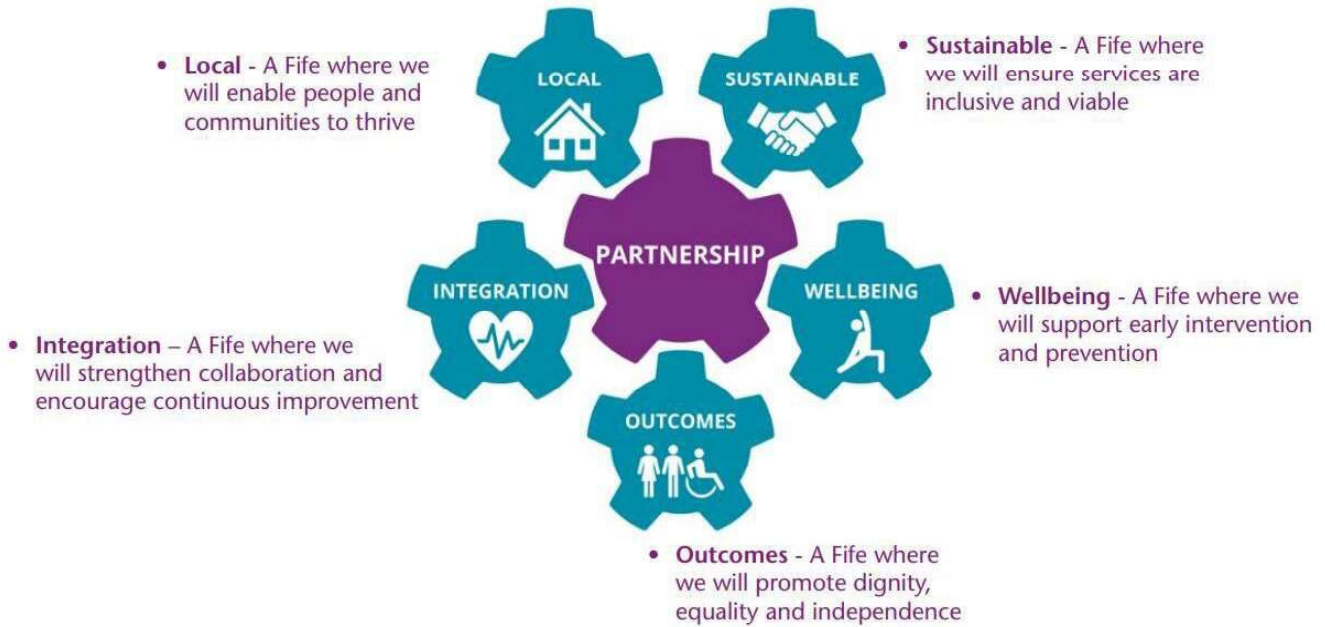 • Local - A Fife where we
will enable people and
communities to thrive
LOCAL
SUSTAINABLE
• Sustainable - A Fife where
we will ensure services are
inclusive and viable
PARTNERSHIP
INTEGRATION
WELLBEING
• Wellbeing - A Fife where we
will support early intervention
and prevention
• Integration – A Fife where we
will strengthen collaboration and
encourage continuous improvement
OUTCOMES
• Outcomes - A Fife where
we will promote dignity,
equality and independence